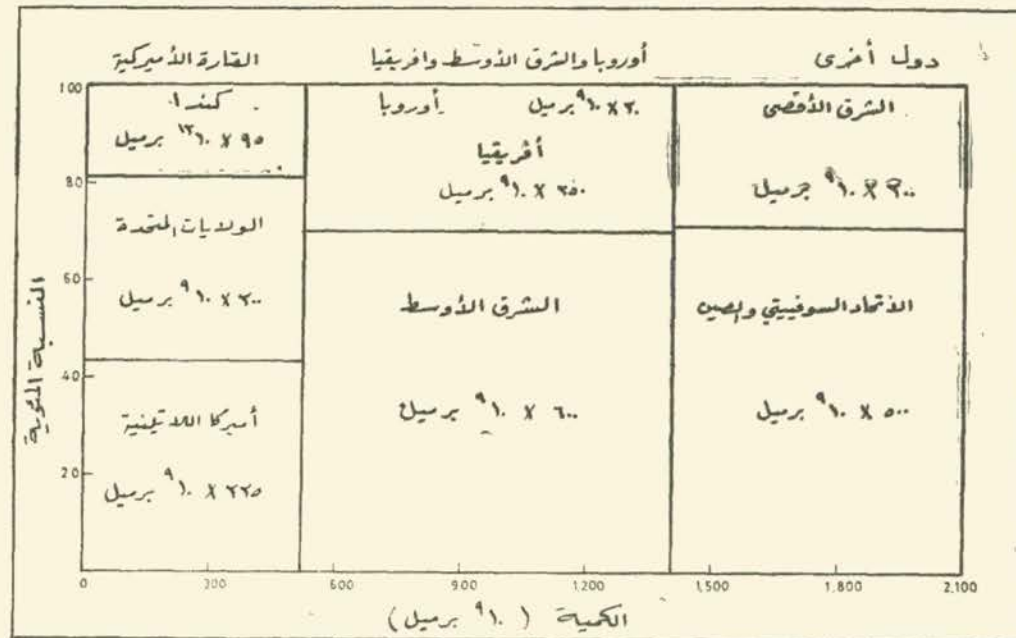 دول أخرى
أوروبا والشرق الأوسط وافريقيا
القارة الأميركية
الشرق الأقصى
٢٠٠ × ١٠ ٩ برميل
الاتحاد السوفييتي والصين
٥٠٠ × ١٠ ٩ برميل
أوروبا
٢٠ × ١٠ ٩ برميل
أفريقيا
٢٥٠ × ١٠ ٩ برميل
الشرق الأوسط
٦٠٠ × ١٠ ٩ برميل
كندا
٩٥ × ١٠ ١٢ برميل
الولايات المتحدة
٢٠٠ × ١٠ ٩ برميل
أميركا اللاتينية
٢٢٥ × ١٠ ٩ برميل
النسبة المئوية
100
80
60
40
20
0 300 600 900 1,200 1,500 1,800 2,100
الكمية ( ١٠ ٩ برميل )